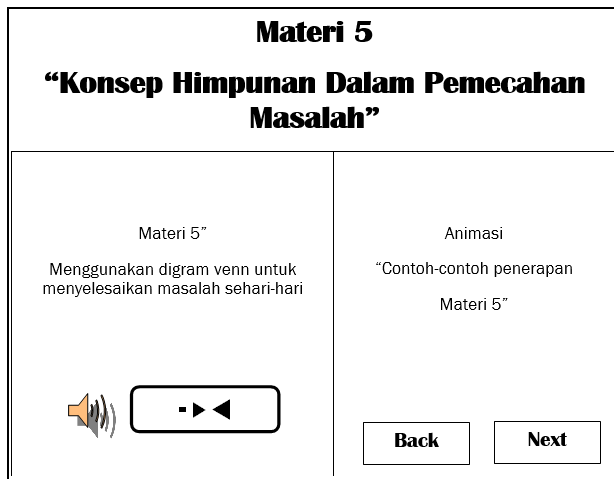 Materi 5
“Konsep Himpunan Dalam Pemecahan
Masalah”
Materi 5”
Menggunakan digram venn untuk
menyelesaikan masalah sehari-hari
Animasi
“Contoh-contoh penerapan
Materi 5”
Back
Next